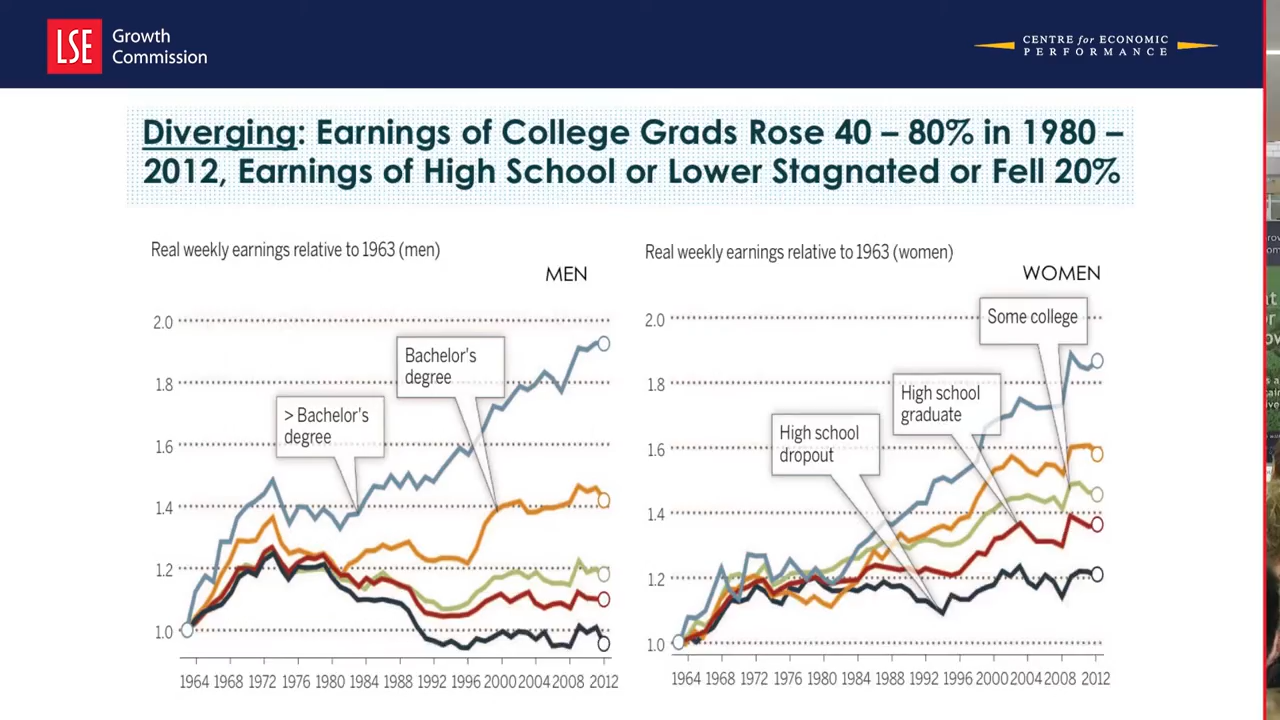 LSE
Growth
Commission
CENTRE for ECONOMIC
PERFORMANCE
Diverging: Earnings of College Grads Rose 40 – 80% in 1980 –
2012, Earnings of High School or Lower Stagnated or Fell 20%
Real weekly earnings relative to 1963 (men)
MEN
2.0
1.8
1.6
1.4
1.2
1.0
> Bachelor's
degree
Bachelor's
degree
1964 1968 1972 1976 1980 1984 1988 1992 1996 2000 2004 2008 2012
Real weekly earnings relative to 1963 (women)
WOMEN
2.0
1.8
1.6
1.4
1.2
1.0
Some college
High school
graduate
High school
dropout
1964 1968 1972 1976 1980 1984 1988 1992 1996 2000 2004 2008 2012